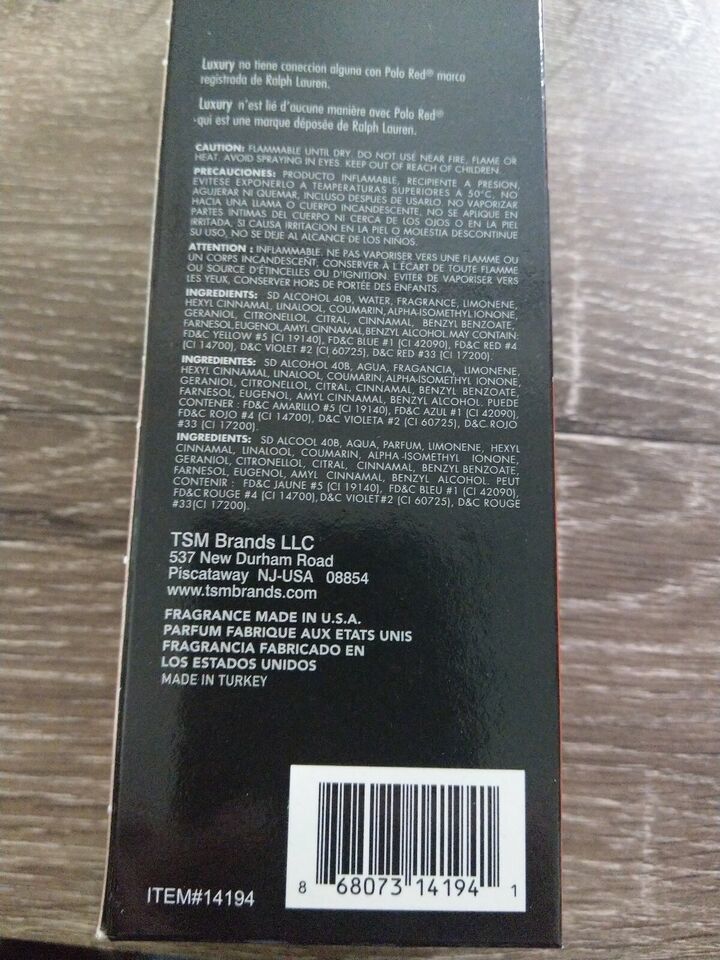 Luxury no tiene coneccion alguna con Polo Red® marca
registrada de Ralph Lauren.
Luxury n'est lié d'aucune manière avec Polo Red®
qui est une marque déposée de Ralph Lauren.
CAUTION: FLAMMABLE UNTIL DRY. DO NOT USE NEAR FIRE, FLAME OR
HEAT. AVOID SPRAYING IN EYES. KEEP OUT OF REACH OF CHILDREN.
PRECAUCIONES: PRODUCTO INFLAMABLE, RECIPIENTE A PRESION,
EVITESE EXPONERLO A TEMPERATURAS SUPERIORES A 50°C, NO
AGUJERAR NI QUEMAR, INCLUSO DESPUES DE USARLO. NO VAPORIZAR
HACIA UNA LLAMA O CUERPO INCANDESCENTE. NO SE APLIQUE EN
PARTES INTIMAS DEL CUERPO NI CERCA DE LOS OJOS O EN LA PIEL
IRRITADA, SI CAUSA IRRITACION EN LA PIEL O MOLESTIA DESCONTINUE
SU USO, NO SE DEJE AL ALCANCE DE LOS NIÑOS.
ATTENTION : INFLAMMABLE. NE PAS VAPORISER VERS UNE FLAMME OU
UN CORPS INCANDESCENT, CONSERVER À L'ÉCART DE TOUTE FLAMME
OU SOURCE D'ÉTINCELLES OU D'IGNITION. EVITER DE VAPORISER VERS
LES YEUX, CONSERVER HORS DE PORTÉE DES ENFANTS.
INGREDIENTS: SD ALCOHOL 40B, WATER, FRAGRANCE, LIMONENE,
HEXYL CINNAMAL, LINALOOL, COUMARIN, ALPHA-ISOMETHYL IONONE,
GERANIOL, CITRONELLOL, CITRAL, CINNAMAL, BENZYL BENZOATE,
FARNESOL, EUGENOL, AMYL CINNAMAL, BENZYL ALCOHOL. MAY CONTAIN:
FD&C YELLOW #5 (CI 19140), FD&C BLUE #1 (CI 42090), FD&C RED #4
(CI 14700), D&C VIOLET #2 (CI 60725), D&C RED #33 (CI 17200).
INGREDIENTES: SD ALCOHOL 40B, AGUA, FRAGANCIA, LIMONENE,
HEXYL CINNAMAL, LINALOOL, COUMARIN, ALPHA-ISOMETHYL IONONE,
GERANIOL, CITRONELLOL, CITRAL, CINNAMAL, BENZYL BENZOATE,
FARNESOL, EUGENOL, AMYL CINNAMAL, BENZYL ALCOHOL. PUEDE
CONTENER : FD&C AMARILLO #5 (CI 19140), FD&C AZUL #1 (CI 42090),
FD&C ROJO #4 (CI 14700), D&C VIOLETA #2 (CI 60725), D&C ROJO
#33 (CI 17200).
INGREDIENTS: SD ALCOOL 40B, AQUA, PARFUM, LIMONENE, HEXYL
CINNAMAL, LINALOOL, COUMARIN, ALPHA-ISOMETHYL IONONE,
GERANIOL, CITRONELLOL, CITRAL, CINNAMAL, BENZYL BENZOATE,
FARNESOL, EUGENOL, AMYL CINNAMAL, BENZYL ALCOHOL. PEUT
CONTENIR : FD&C JAUNE #5 (CI 19140), FD&C BLEU #1 (CI 42090),
FD&C ROUGE #4 (CI 14700), D&C VIOLET#2 (CI 60725), D&C ROUGE
#33(CI 17200).
TSM Brands LLC
537 New Durham Road
Piscataway NJ-USA 08854
www.tsmbrands.com
FRAGRANCE MADE IN U.S.A.
PARFUM FABRIQUE AUX ETATS UNIS
FRAGRANCIA FABRICADO EN
LOS ESTADOS UNIDOS
MADE IN TURKEY
ITEM#14194
8 68073 14194 1